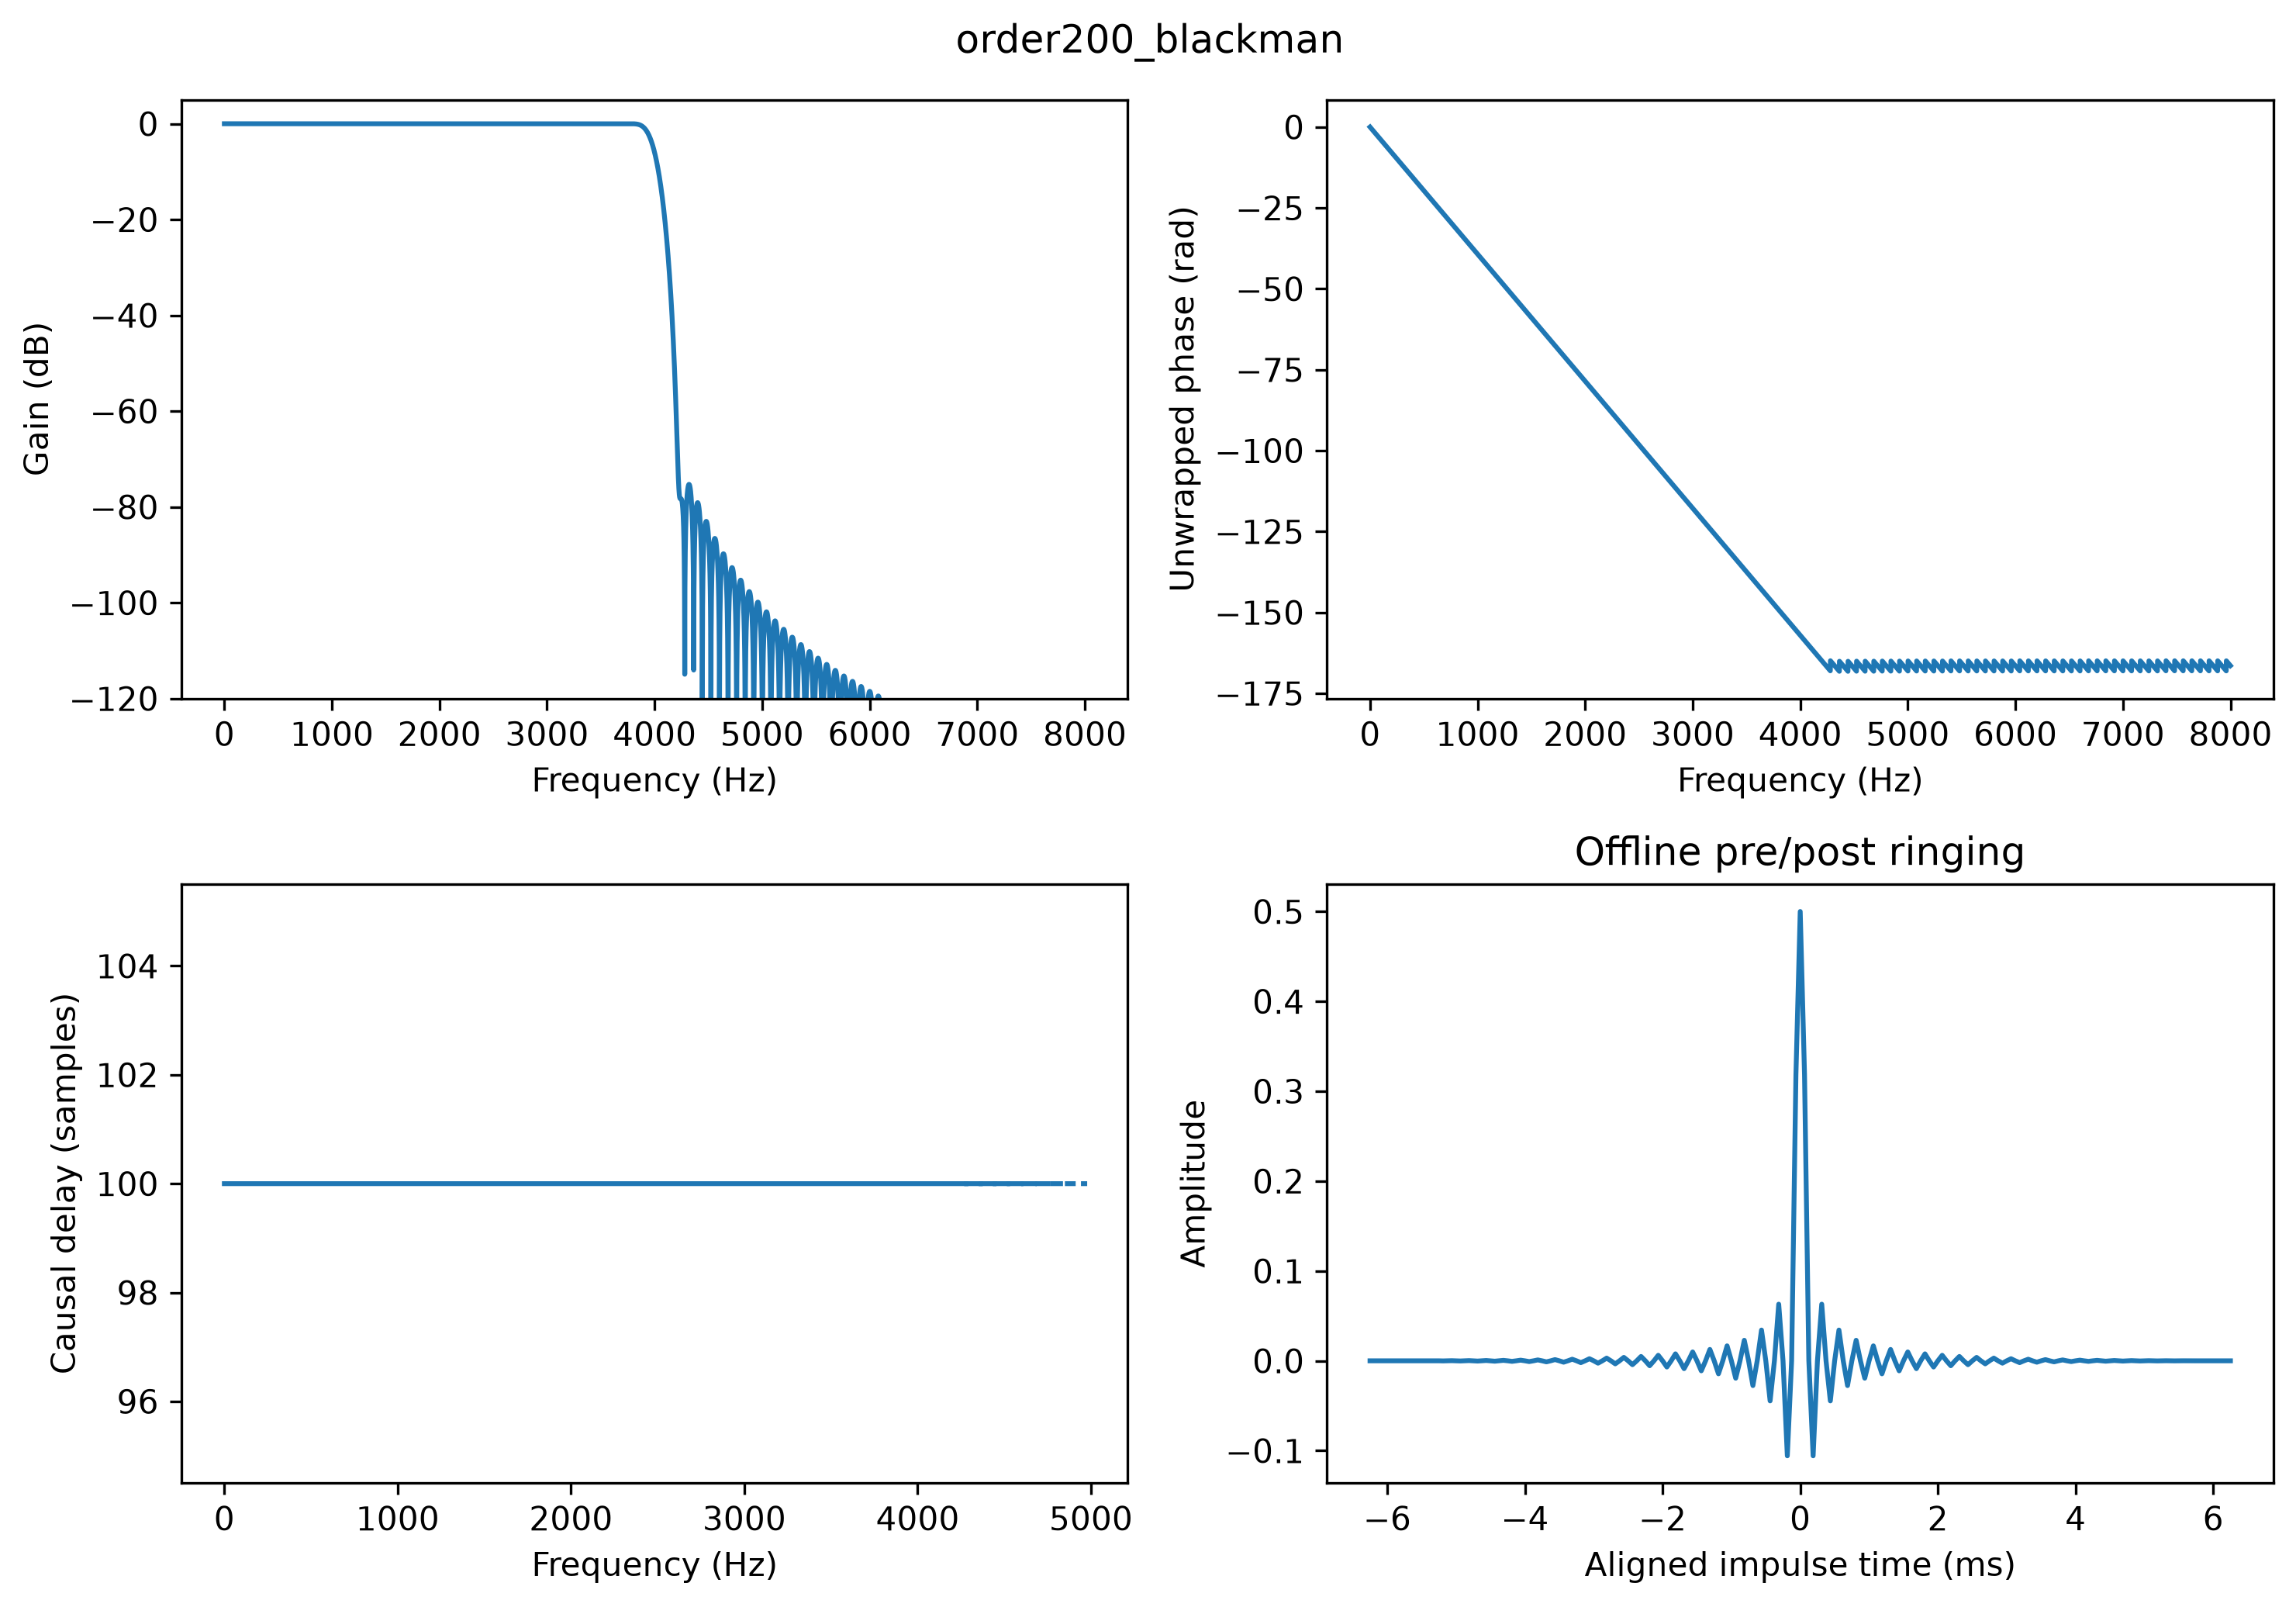 order200_blackman
0
−20
−40
−60
−80
−100
−120
Gain (dB)
0 1000 2000 3000 4000 5000 6000 7000 8000
Frequency (Hz)
0
−25
−50
−75
−100
−125
−150
−175
Unwrapped phase (rad)
0 1000 2000 3000 4000 5000 6000 7000 8000
Frequency (Hz)
104
102
100
98
96
Causal delay (samples)
0 1000 2000 3000 4000 5000
Frequency (Hz)
Offline pre/post ringing
0.5
0.4
0.3
0.2
0.1
0.0
−0.1
Amplitude
−6 −4 −2 0 2 4 6
Aligned impulse time (ms)